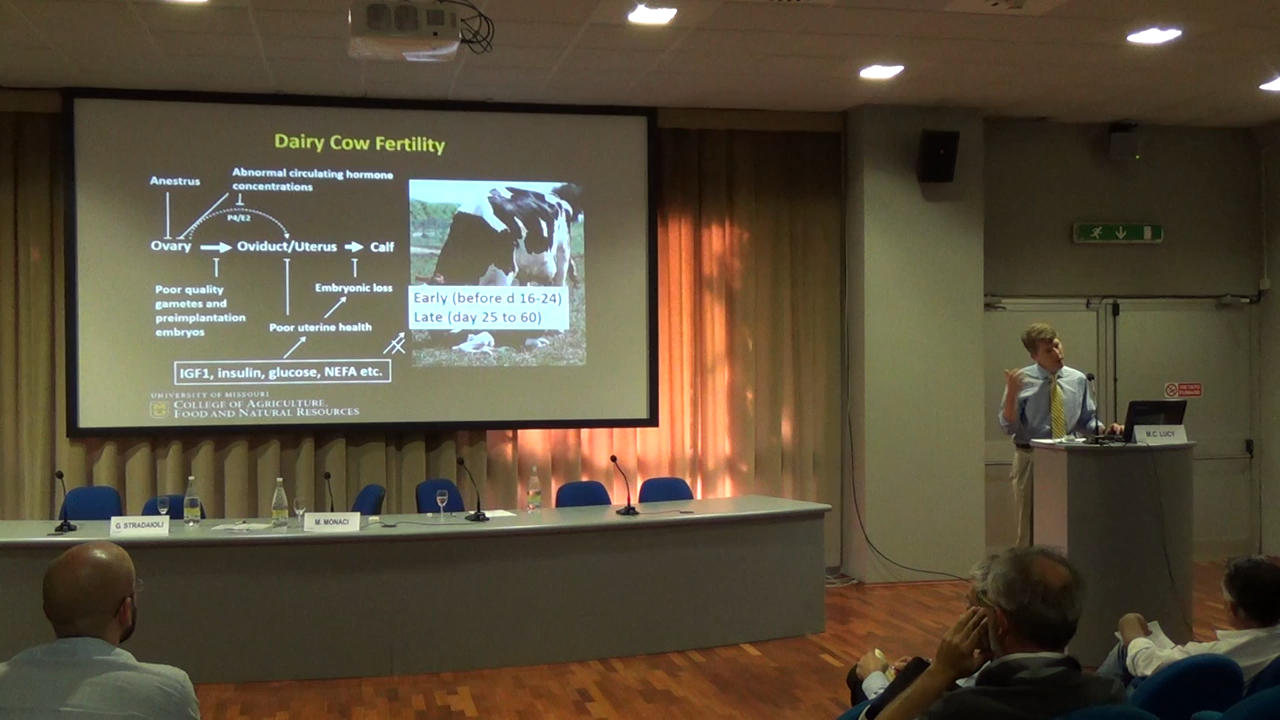 Dairy Cow Fertility
Anestrus
Abnormal circulating hormone
concentrations
P4/E2
Ovary
Oviduct/Uterus
Calf
Poor quality
gametes and
preimplantation
embryos
Embryonic loss
Poor uterine health
Early (before d 16-24)
Late (day 25 to 60)
IGF1, insulin, glucose, NEFA etc.
UNIVERSITY OF MISSOURI
COLLEGE OF AGRICULTURE,
FOOD AND NATURAL RESOURCES
G. STRADAIOLI
M. MONACI
M.C. LUCY
VIETATO
FUMARE